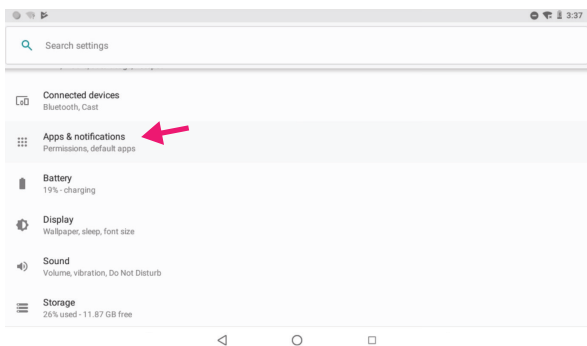 3:37
Search settings
Connected devices
Bluetooth, Cast
Apps & notifications
Permissions, default apps
Battery
19% - charging
Display
Wallpaper, sleep, font size
Sound
Volume, vibration, Do Not Disturb
Storage
26% used - 11.87 GB free